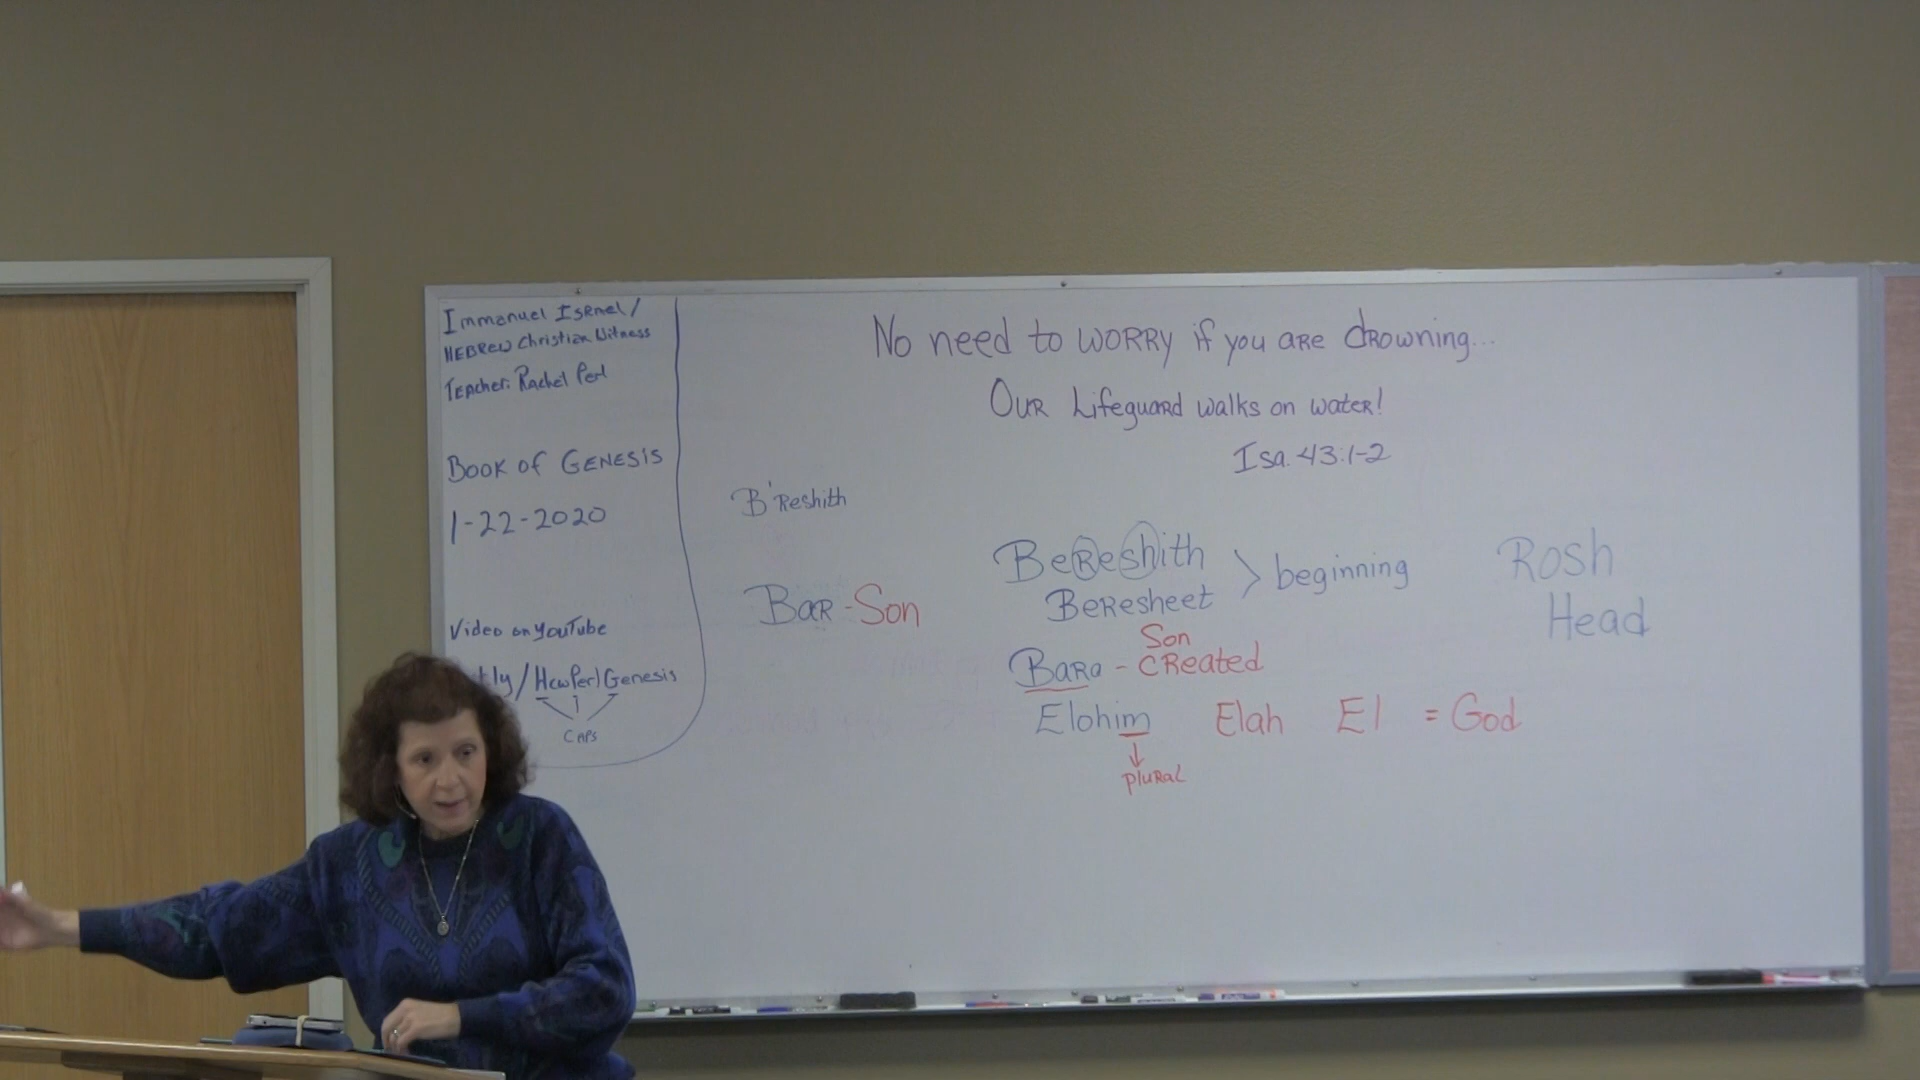 Immanuel Israel/
HEBREW Christian Witness
Teacher: Rachel Perl
BOOK of GENESIS
1-22-2020
Video on YouTube
/HcwPerlGenesis
CAPS
No need to WORRY if you ARE drowning...
OUR Lifeguard walks on water!
Isa. 43:1-2
B'Reshith
BAR - Son
BeReshith > beginning
BeResheet
Son
BARa - CReated
Elohim Elah El = God
pluRaL
Rosh
Head